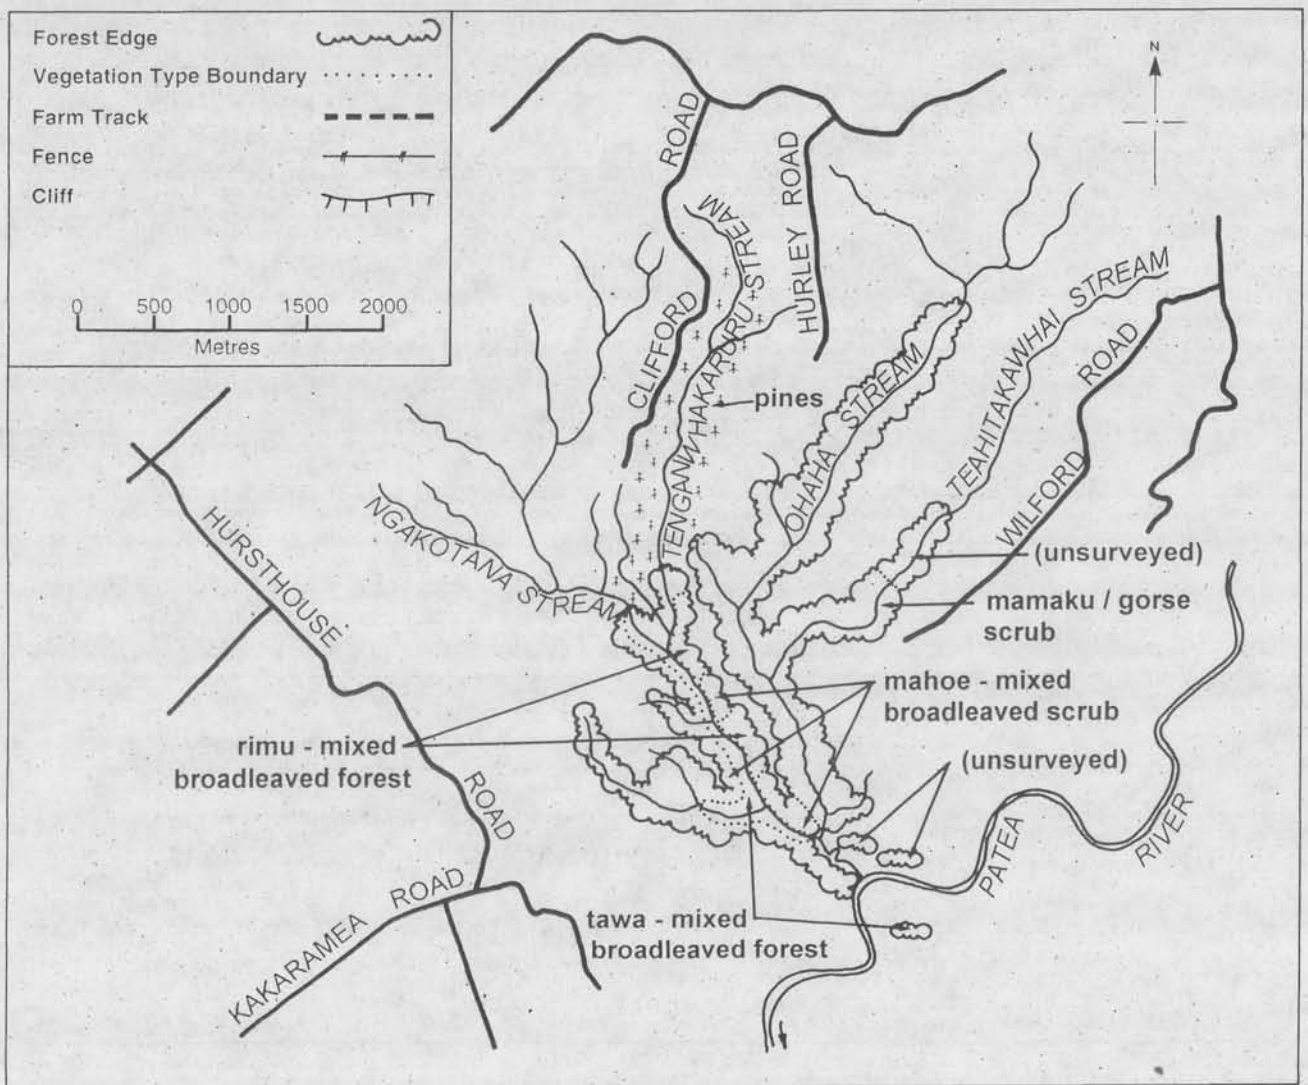 Forest Edge
Vegetation Type Boundary
Farm Track
Fence
Cliff
0 500 1000 1500 2000
Metres
N
ROAD
CLIFFORD
HURLEY ROAD
STREAM
TENGANIWHAKARURU STREAM
pines
OHAHA STREAM
TEAHITAKAWHAI STREAM
WILFORD ROAD
NGAKOTANA STREAM
HURSTHOUSE
ROAD
(unsurveyed)
mamaku / gorse
scrub
mahoe - mixed
broadleaved scrub
rimu - mixed
broadleaved forest
(unsurveyed)
PATEA
RIVER
tawa - mixed
broadleaved forest
KAKARAMEA ROAD